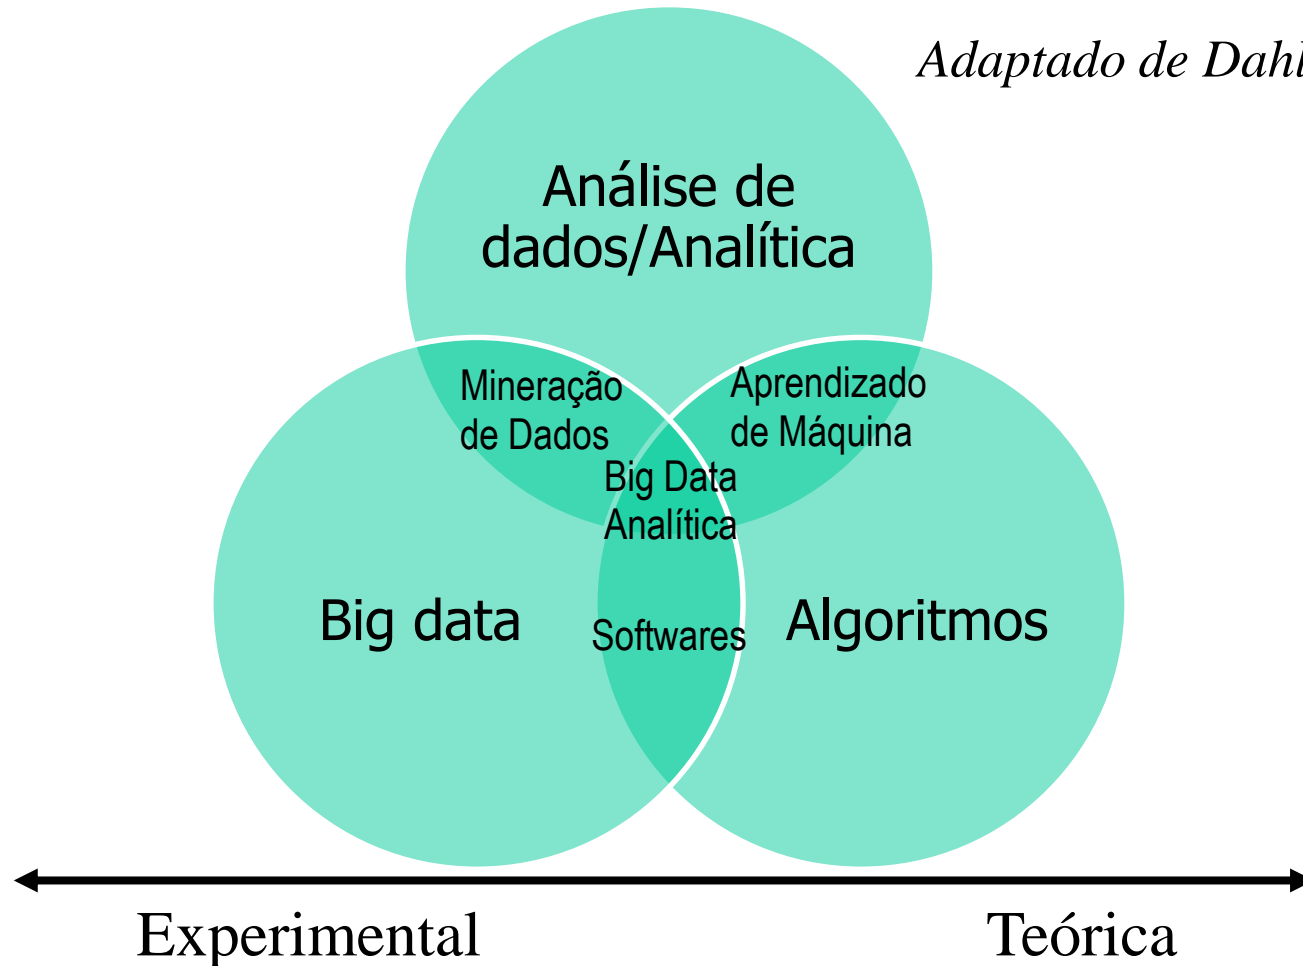 Adaptado de Dahl
Análise de
dados/Analítica
Mineração
de Dados
Aprendizado
de Máquina
Big Data
Analítica
Big data
Softwares
Algoritmos
Experimental
Teórica